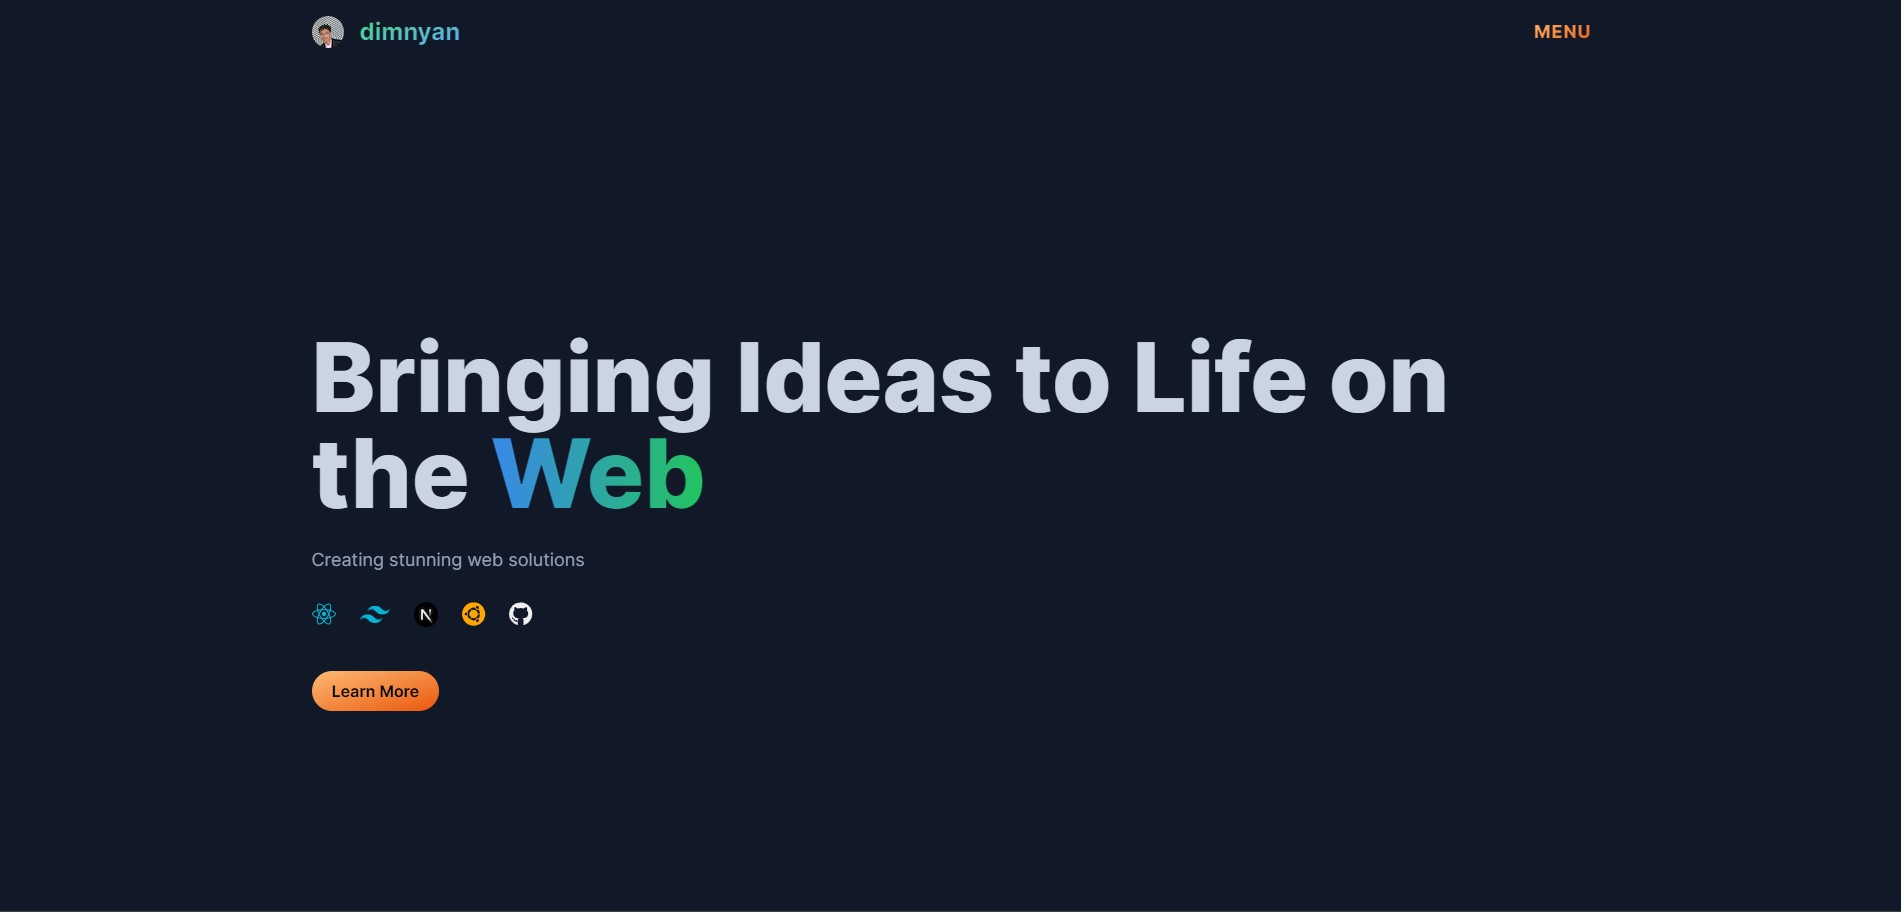 dimnyan
MENU
Bringing Ideas to Life on
the Web
Creating stunning web solutions
N
Learn More